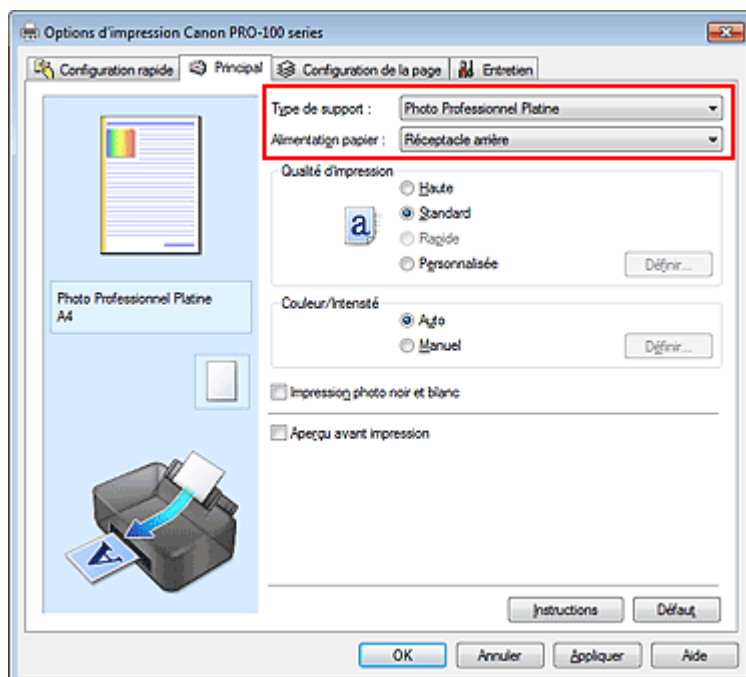 Options d'impression Canon PRO-100 series
Configuration rapide Principal Configuration de la page Entretien
Type de support : Photo Professionnel Platine
Alimentation papier : Réceptacle arrière
Qualité d'impression
Haute
a Standard
Rapide
Personnalisée Définir...
Photo Professionnel Platine
A4
Couleur/Intensité
Auto
Manuel Définir...
Impression photo noir et blanc
Aperçu avant impression
A
Instructions Défaut
OK Annuler Appliquer Aide